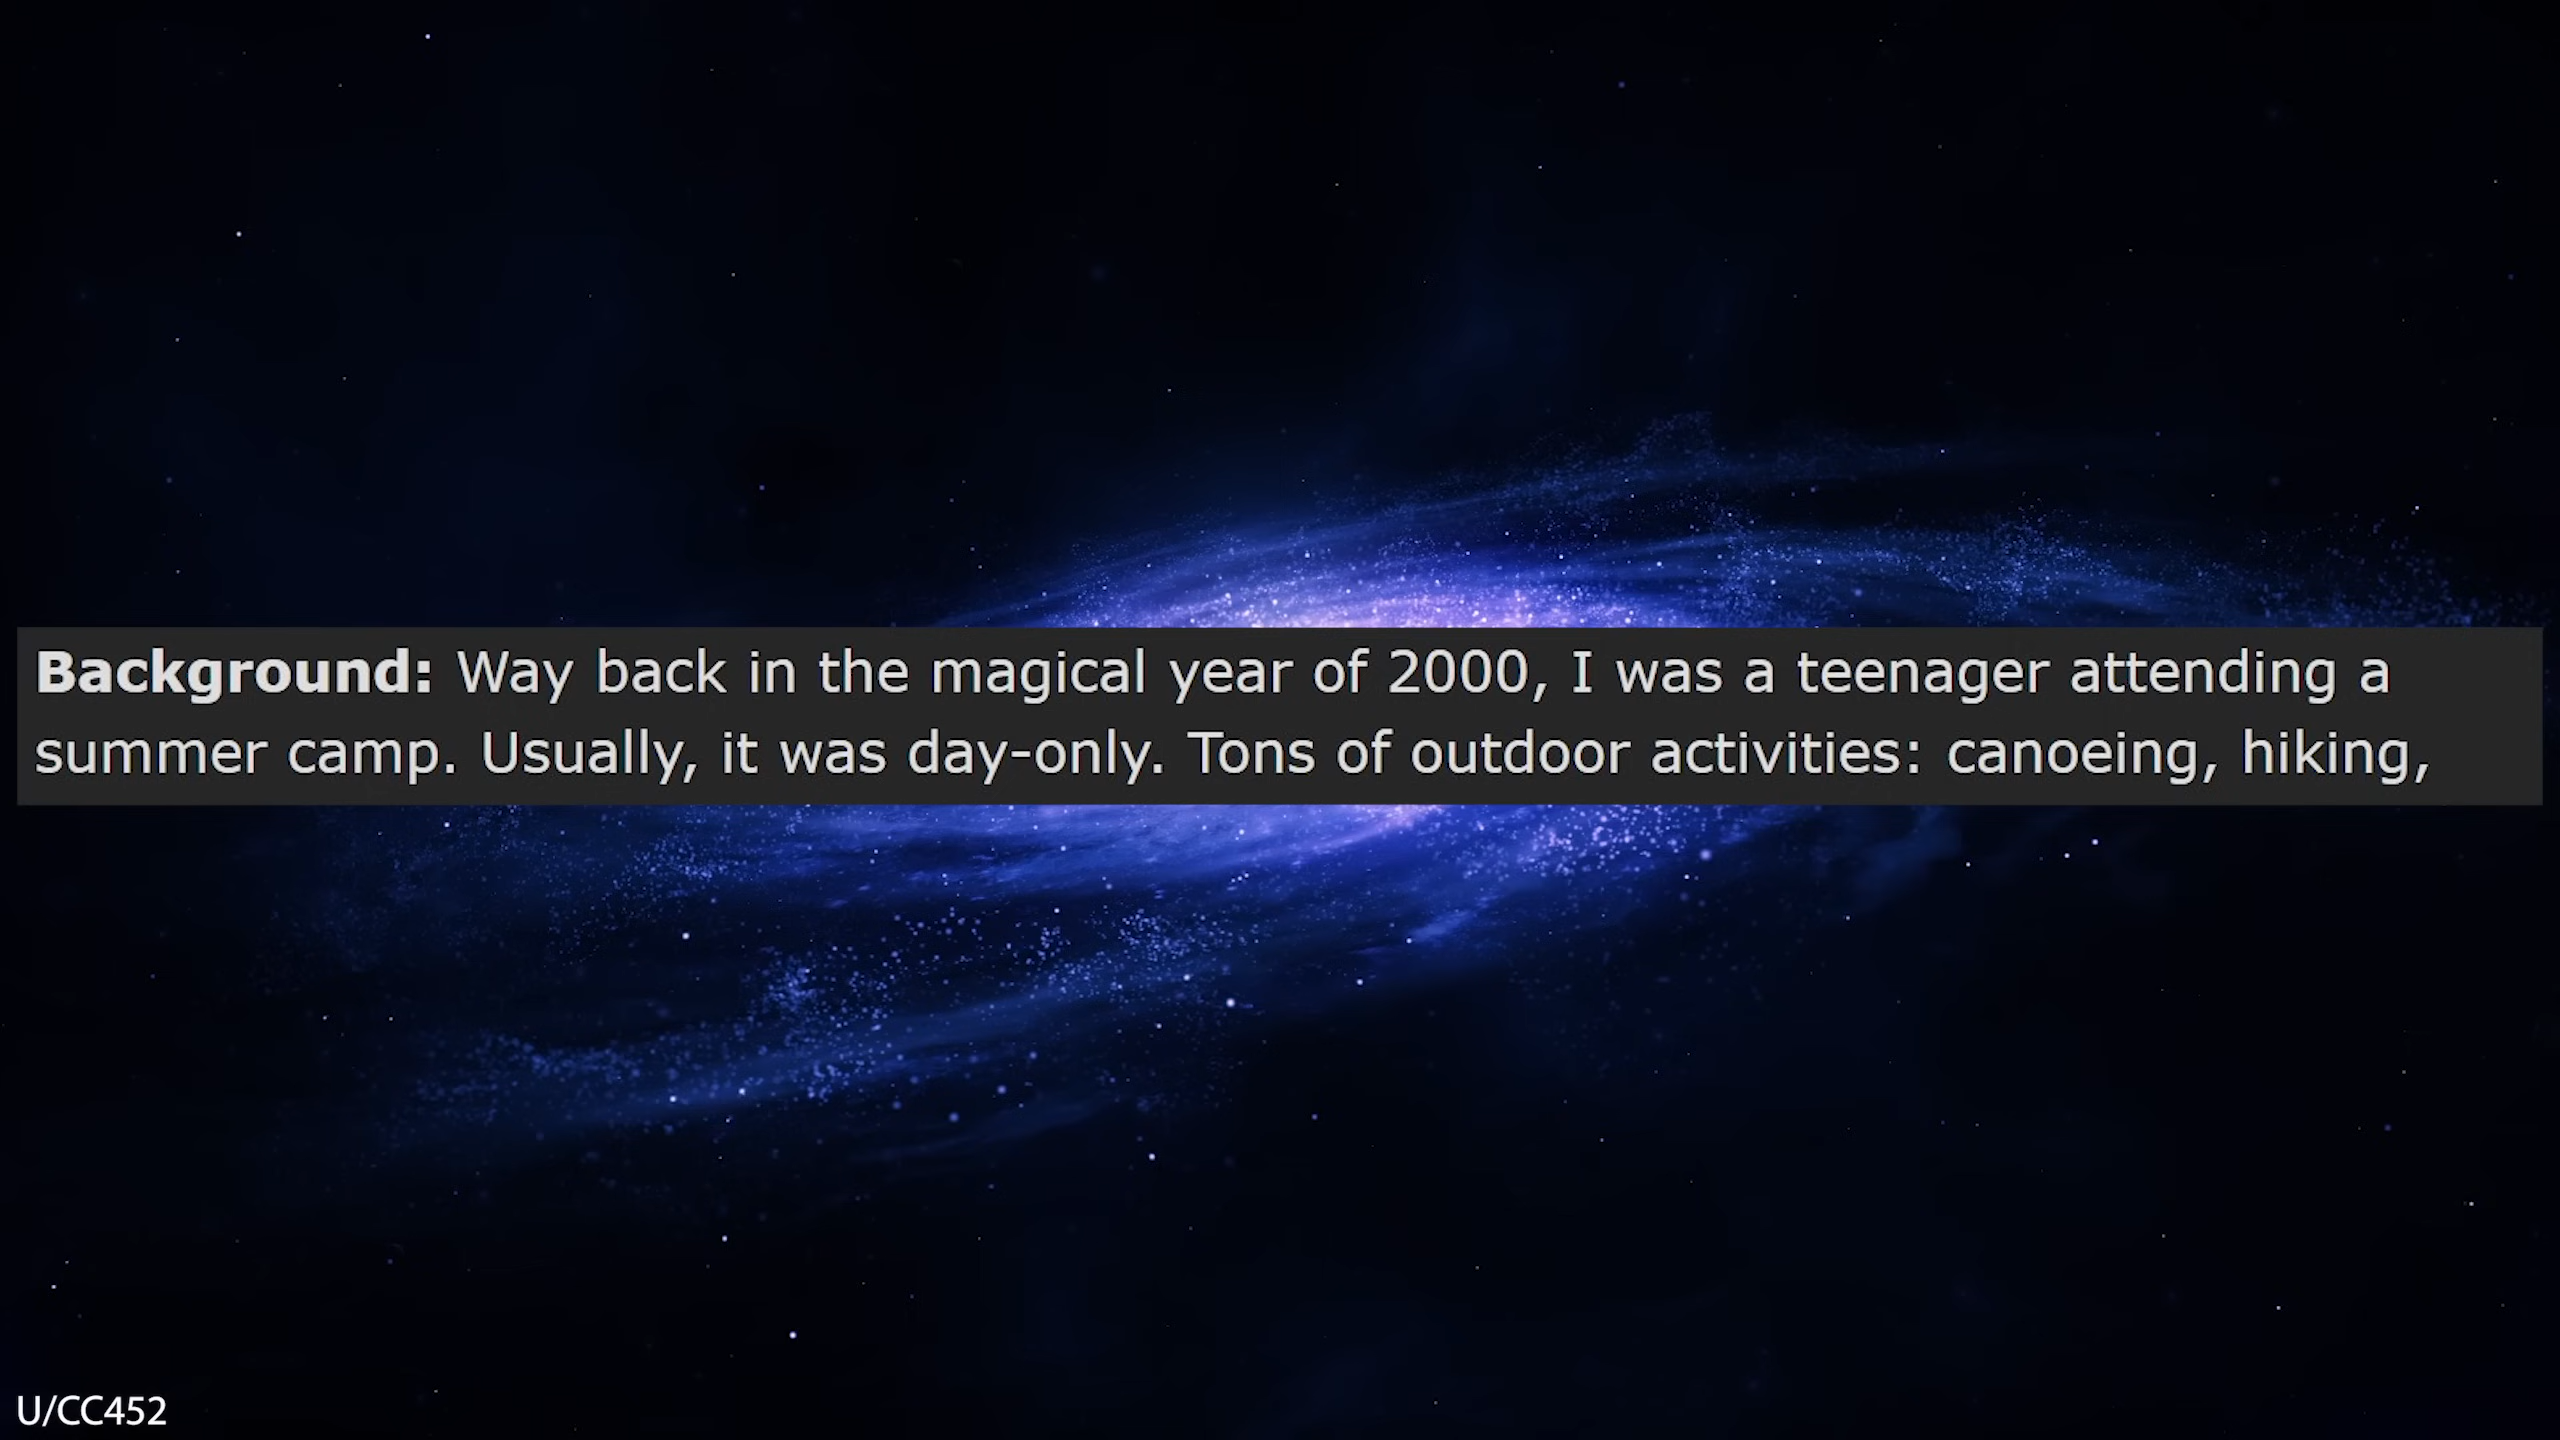 Background: Way back in the magical year of 2000, I was a teenager attending a
summer camp. Usually, it was day-only. Tons of outdoor activities: canoeing, hiking,
U/CC452